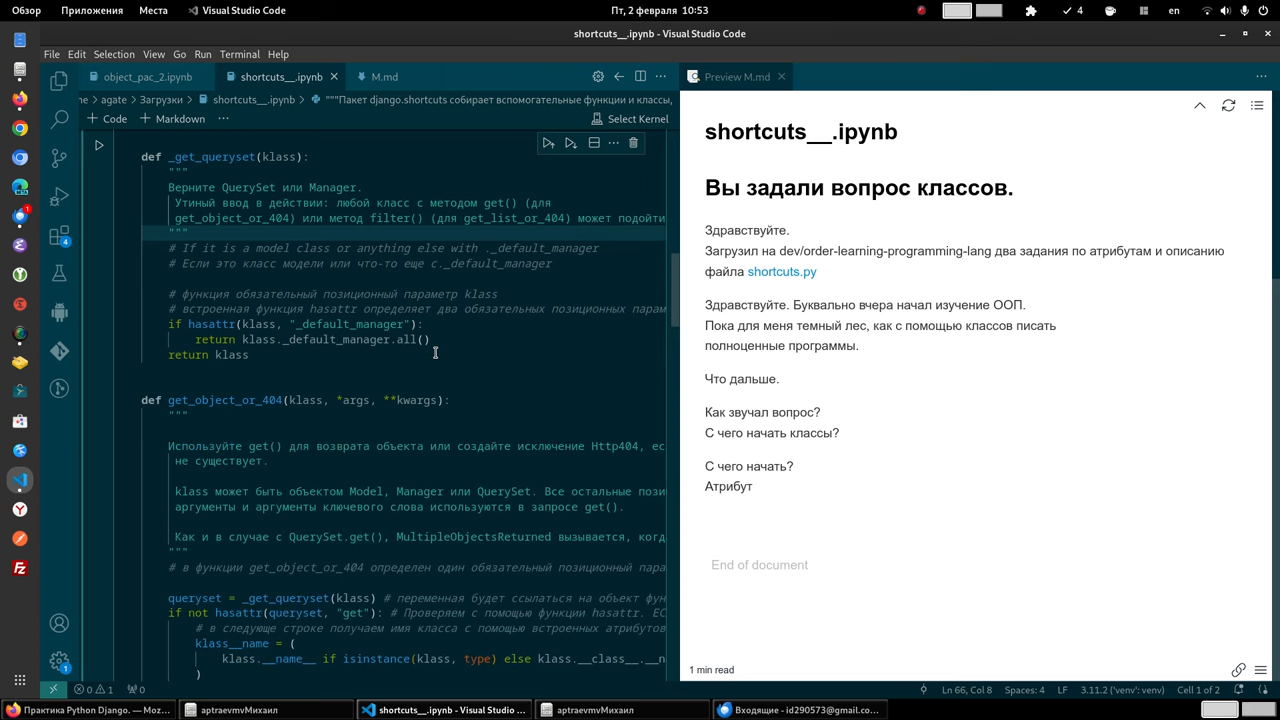 Обзор Приложения Места Visual Studio Code Пт, 2 февраля 10:53 4 en
shortcuts__.ipynb - Visual Studio Code
File Edit Selection View Go Run Terminal Help
object_pac_2.ipynb shortcuts__.ipynb M.md Preview M.md
agate > Загрузки > shortcuts__.ipynb > """Пакет django.shortcuts собирает вспомогательные функции и классы,
+ Code + Markdown ... Select Kernel
def _get_queryset(klass):
"""
Верните QuerySet или Manager.
Утиный ввод в действии: любой класс с методом get() (для
get_object_or_404) или метод filter() (для get_list_or_404) может подойти
"""
# If it is a model class or anything else with ._default_manager
# Если это класс модели или что-то еще с._default_manager
# функция обязательный позиционный параметр klass
# встроенная функция hasattr определяет два обязательных позиционных
if hasattr(klass, "_default_manager"):
return klass._default_manager.all()
return klass
def get_object_or_404(klass, *args, **kwargs):
"""
Используйте get() для возврата объекта или создайте исключение Http404,
не существует.
klass может быть объектом Model, Manager или QuerySet. Все остальные
аргументы и аргументы ключевого слова используются в запросе get().
Как и в случае с QuerySet.get(), MultipleObjectsReturned вызывается,
"""
# в функции get_object_or_404 определен один обязательный позиционный
queryset = _get_queryset(klass) # переменная будет ссылаться на объект
if not hasattr(queryset, "get"): # Проверяем с помощью функции hasattr.
# в следующе строке получаем имя класса с помощью встроенных атрибутов
klass__name = (
klass.__name__ if isinstance(klass, type) else klass.__class__.__n
)
shortcuts__.ipynb
Вы задали вопрос классов.
Здравствуйте.
Загрузил на dev/order-learning-programming-lang два задания по атрибутам и описанию
файла shortcuts.py
Здравствуйте. Буквально вчера начал изучение ООП.
Пока для меня темный лес, как с помощью классов писать
полноценные программы.
Что дальше.
Как звучал вопрос?
С чего начать классы?
С чего начать?
Атрибут
End of document
1 min read
4
1
1
0 1 0 Ln 66, Col 8 Spaces: 4 LF 3.11.2 ('venv': venv) Cell 1 of 2
Практика Python Django. — Moz... aptraevmvМихаил shortcuts__.ipynb - Visual Studio ... aptraevmvМихаил Входящие - id290573@gmail.co...